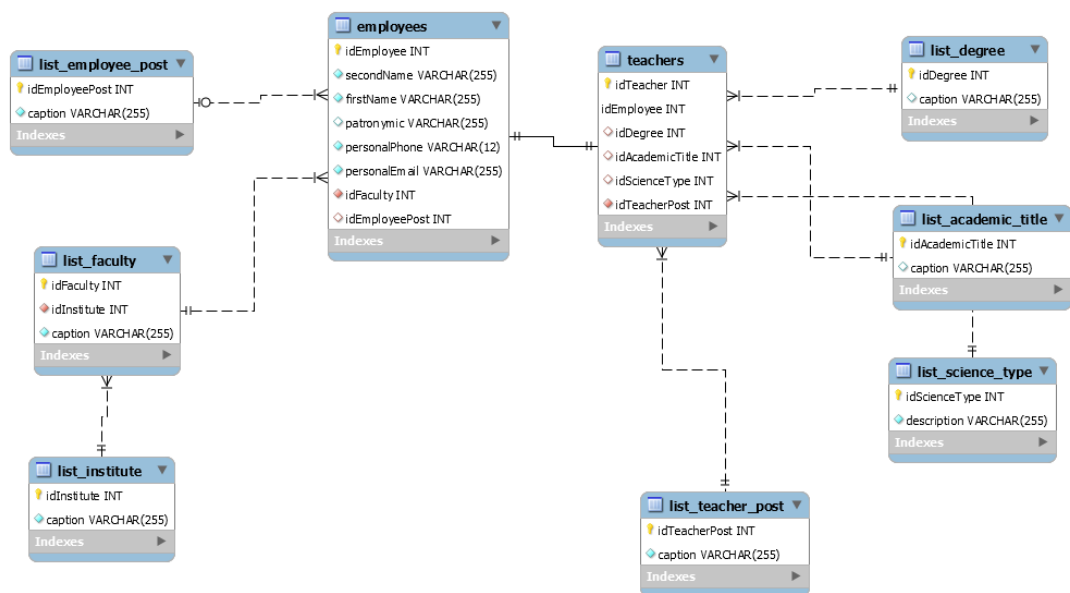 employees
idEmployee INT
secondName VARCHAR(255)
firstName VARCHAR(255)
patronymic VARCHAR(255)
personalPhone VARCHAR(12)
personalEmail VARCHAR(255)
idFaculty INT
idEmployeePost INT
Indexes
list_employee_post
idEmployeePost INT
caption VARCHAR(255)
Indexes
teachers
idTeacher INT
idEmployee INT
idDegree INT
idAcademicTitle INT
idScienceType INT
idTeacherPost INT
Indexes
list_degree
idDegree INT
caption VARCHAR(255)
Indexes
list_academic_title
idAcademicTitle INT
caption VARCHAR(255)
Indexes
list_faculty
idFaculty INT
idInstitute INT
caption VARCHAR(255)
Indexes
list_science_type
idScienceType INT
description VARCHAR(255)
Indexes
list_institute
idInstitute INT
caption VARCHAR(255)
Indexes
list_teacher_post
idTeacherPost INT
caption VARCHAR(255)
Indexes